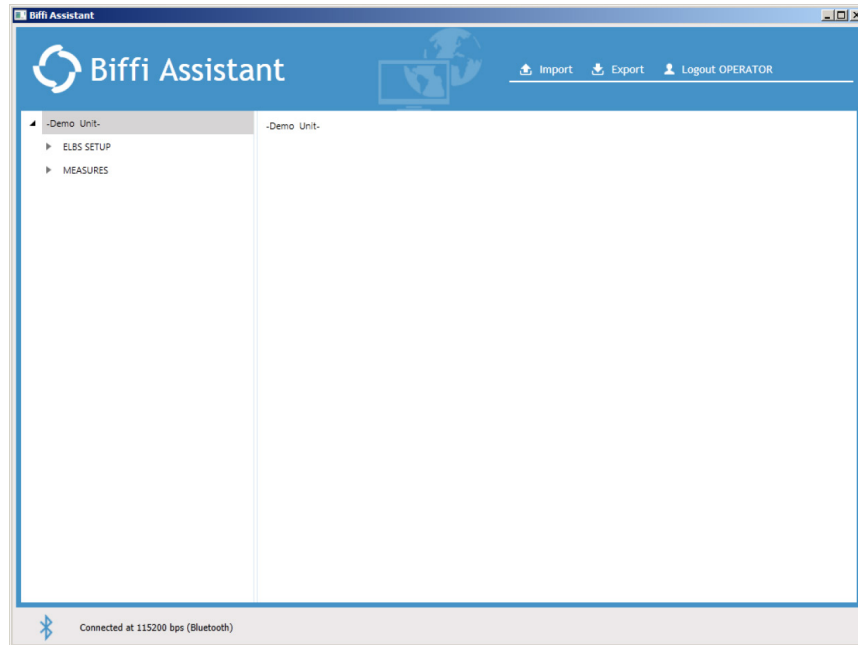 Biffi Assistant
Biffi Assistant
Import Export Logout OPERATOR
-Demo Unit-
-Demo Unit-
ELBS SETUP
MEASURES
Connected at 115200 bps (Bluetooth)